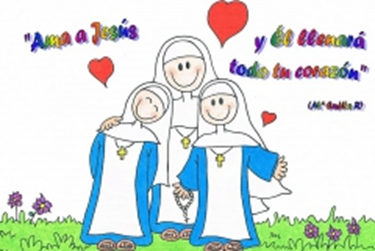 "Ama a Jesús
y Él llenará
todo tu corazón"